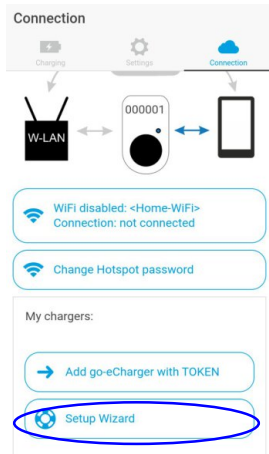 Connection
Charging
Settings
Connection
W-LAN
000001
WiFi disabled: <Home-WiFi>
Connection: not connected
Change Hotspot password
My chargers:
Add go-eCharger with TOKEN
Setup Wizard